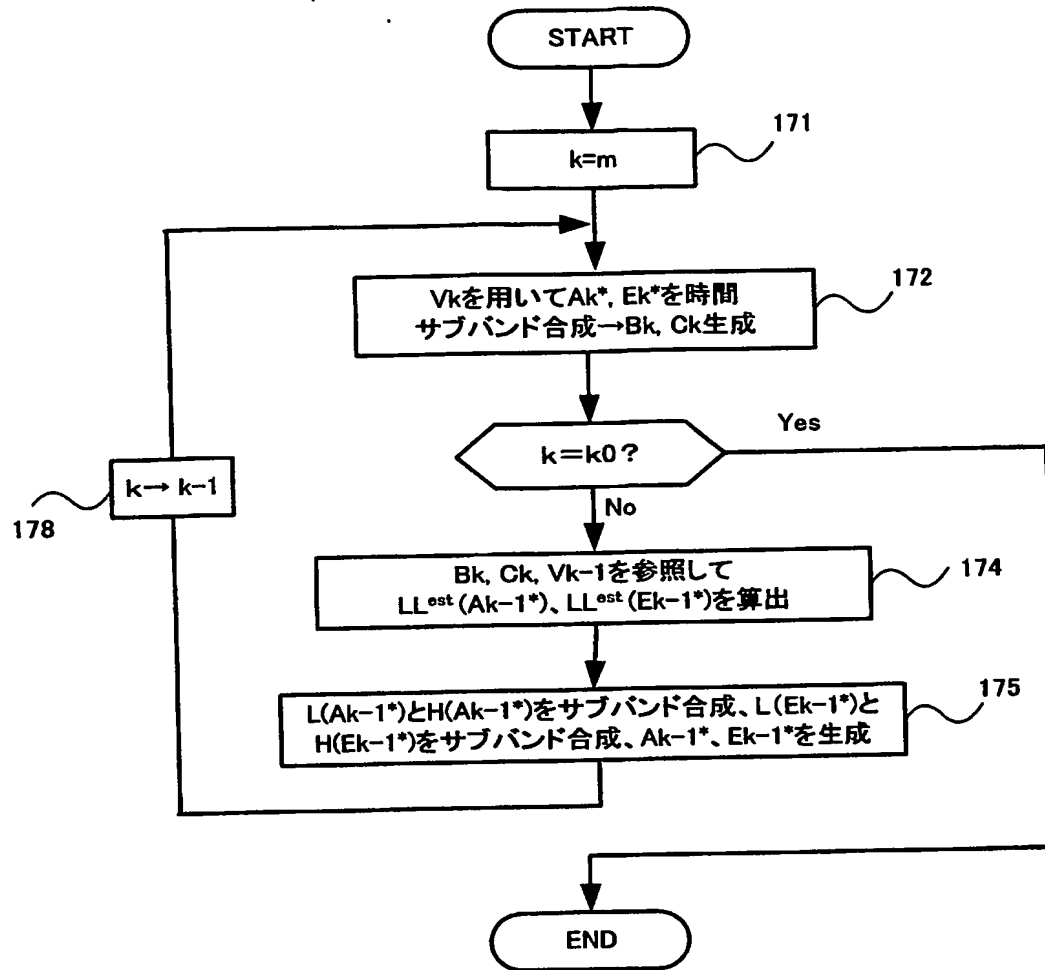 START
k=m
171
Vkを用いてAk*, Ek*を時間
サブバンド合成→Bk, Ck生成
172
k=k0?
Yes
No
k→ k-1
178
Bk, Ck, Vk-1を参照して
LLest(Ak-1*)、LLest(Ek-1*)を算出
174
L(Ak-1*)とH(Ak-1*)をサブバンド合成、L(Ek-1*)と
H(Ek-1*)をサブバンド合成、Ak-1*、Ek-1*を生成
175
END